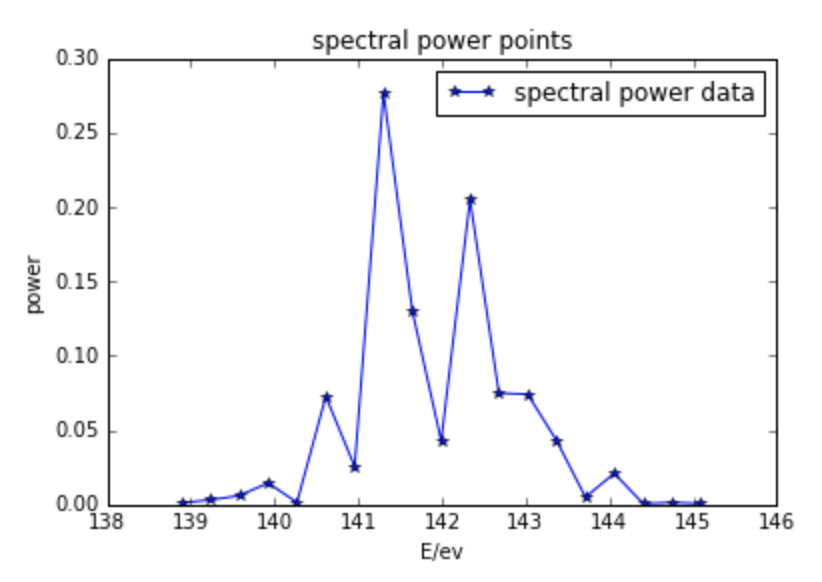 spectral power points
spectral power data
0.30
0.25
0.20
0.15
0.10
0.05
0.00
power
138 139 140 141 142 143 144 145 146
E/ev